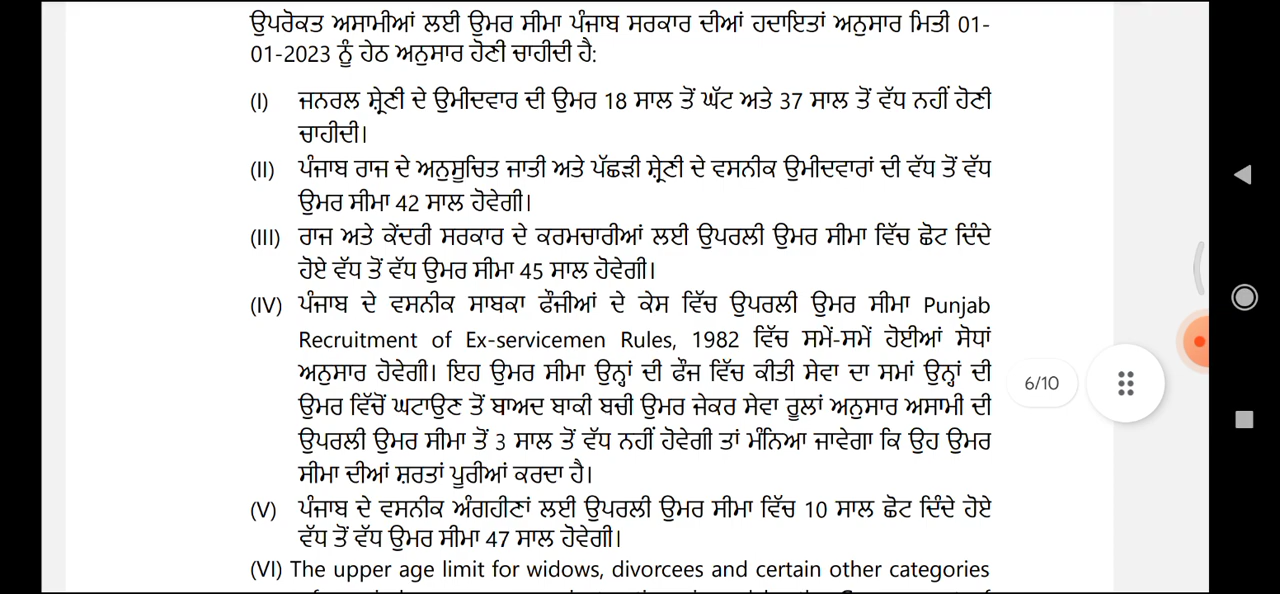 ਉਪਰੋਕਤ ਅਸਾਮੀਆਂ ਲਈ ਉਮਰ ਸੀਮਾ ਪੰਜਾਬ ਸਰਕਾਰ ਦੀਆਂ ਹਦਾਇਤਾਂ ਅਨੁਸਾਰ ਮਿਤੀ 01-
01-2023 ਨੂੰ ਹੇਠ ਅਨੁਸਾਰ ਹੋਣੀ ਚਾਹੀਦੀ ਹੈ:
(I) ਜਨਰਲ ਸ਼੍ਰੇਣੀ ਦੇ ਉਮੀਦਵਾਰ ਦੀ ਉਮਰ 18 ਸਾਲ ਤੋਂ ਘੱਟ ਅਤੇ 37 ਸਾਲ ਤੋਂ ਵੱਧ ਨਹੀਂ ਹੋਣੀ
ਚਾਹੀਦੀ।
(II) ਪੰਜਾਬ ਰਾਜ ਦੇ ਅਨੁਸੂਚਿਤ ਜਾਤੀ ਅਤੇ ਪੱਛੜੀ ਸ਼੍ਰੇਣੀ ਦੇ ਵਸਨੀਕ ਉਮੀਦਵਾਰਾਂ ਦੀ ਵੱਧ ਤੋਂ ਵੱਧ
ਉਮਰ ਸੀਮਾ 42 ਸਾਲ ਹੋਵੇਗੀ।
(III) ਰਾਜ ਅਤੇ ਕੇਂਦਰੀ ਸਰਕਾਰ ਦੇ ਕਰਮਚਾਰੀਆਂ ਲਈ ਉਪਰਲੀ ਉਮਰ ਸੀਮਾ ਵਿੱਚ ਛੋਟ ਦਿੰਦੇ
ਹੋਏ ਵੱਧ ਤੋਂ ਵੱਧ ਉਮਰ ਸੀਮਾ 45 ਸਾਲ ਹੋਵੇਗੀ।
(IV) ਪੰਜਾਬ ਦੇ ਵਸਨੀਕ ਸਾਬਕਾ ਫੌਜੀਆਂ ਦੇ ਕੇਸ ਵਿੱਚ ਉਪਰਲੀ ਉਮਰ ਸੀਮਾ Punjab
Recruitment of Ex-servicemen Rules, 1982 ਵਿੱਚ ਸਮੇਂ-ਸਮੇਂ ਹੋਈਆਂ ਸੋਧਾਂ
ਅਨੁਸਾਰ ਹੋਵੇਗੀ। ਇਹ ਉਮਰ ਸੀਮਾ ਉਨ੍ਹਾਂ ਦੀ ਫੌਜ ਵਿੱਚ ਕੀਤੀ ਸੇਵਾ ਦਾ ਸਮਾਂ ਉਨ੍ਹਾਂ ਦੀ
ਉਮਰ ਵਿੱਚੋਂ ਘਟਾਉਣ ਤੋਂ ਬਾਅਦ ਬਾਕੀ ਬਚੀ ਉਮਰ ਜੇਕਰ ਸੇਵਾ ਰੂਲਾਂ ਅਨੁਸਾਰ ਅਸਾਮੀ ਦੀ
ਉਪਰਲੀ ਉਮਰ ਸੀਮਾ ਤੋਂ 3 ਸਾਲ ਤੋਂ ਵੱਧ ਨਹੀਂ ਹੋਵੇਗੀ ਤਾਂ ਮੰਨਿਆ ਜਾਵੇਗਾ ਕਿ ਉਹ ਉਮਰ
ਸੀਮਾ ਦੀਆਂ ਸ਼ਰਤਾਂ ਪੂਰੀਆਂ ਕਰਦਾ ਹੈ।
(V) ਪੰਜਾਬ ਦੇ ਵਸਨੀਕ ਅੰਗਹੀਣਾਂ ਲਈ ਉਪਰਲੀ ਉਮਰ ਸੀਮਾ ਵਿੱਚ 10 ਸਾਲ ਛੋਟ ਦਿੰਦੇ ਹੋਏ
ਵੱਧ ਤੋਂ ਵੱਧ ਉਮਰ ਸੀਮਾ 47 ਸਾਲ ਹੋਵੇਗੀ।
(VI) The upper age limit for widows, divorcees and certain other categories
6/10